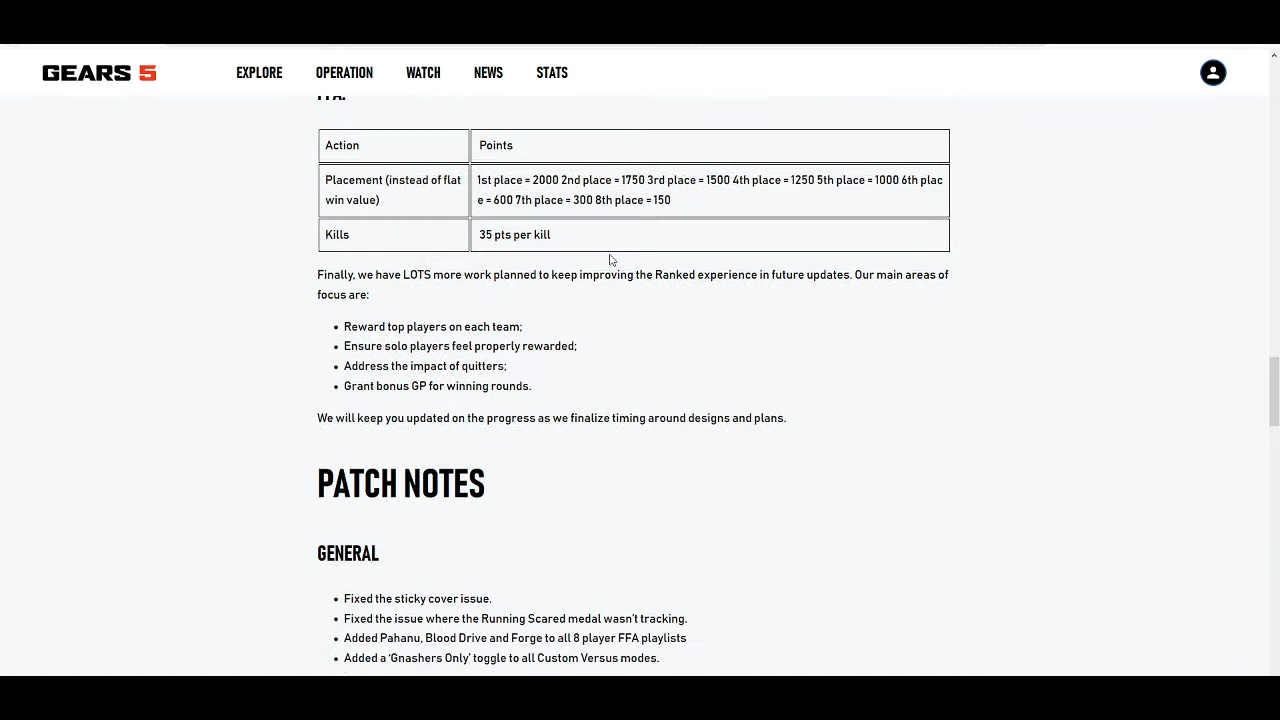 GEARS 5 EXPLORE OPERATION WATCH NEWS STATS
Action Points
Placement (instead of flat
win value)
1st place = 2000 2nd place = 1750 3rd place = 1500 4th place = 1250 5th place = 1000 6th plac
e = 600 7th place = 300 8th place = 150
Kills 35 pts per kill
Finally, we have LOTS more work planned to keep improving the Ranked experience in future updates. Our main areas of
focus are:
• Reward top players on each team;
• Ensure solo players feel properly rewarded;
• Address the impact of quitters;
• Grant bonus GP for winning rounds.
We will keep you updated on the progress as we finalize timing around designs and plans.
PATCH NOTES
GENERAL
• Fixed the sticky cover issue.
• Fixed the issue where the Running Scared medal wasn't tracking.
• Added Pahanu, Blood Drive and Forge to all 8 player FFA playlists
• Added a ‘Gnashers Only’ toggle to all Custom Versus modes.